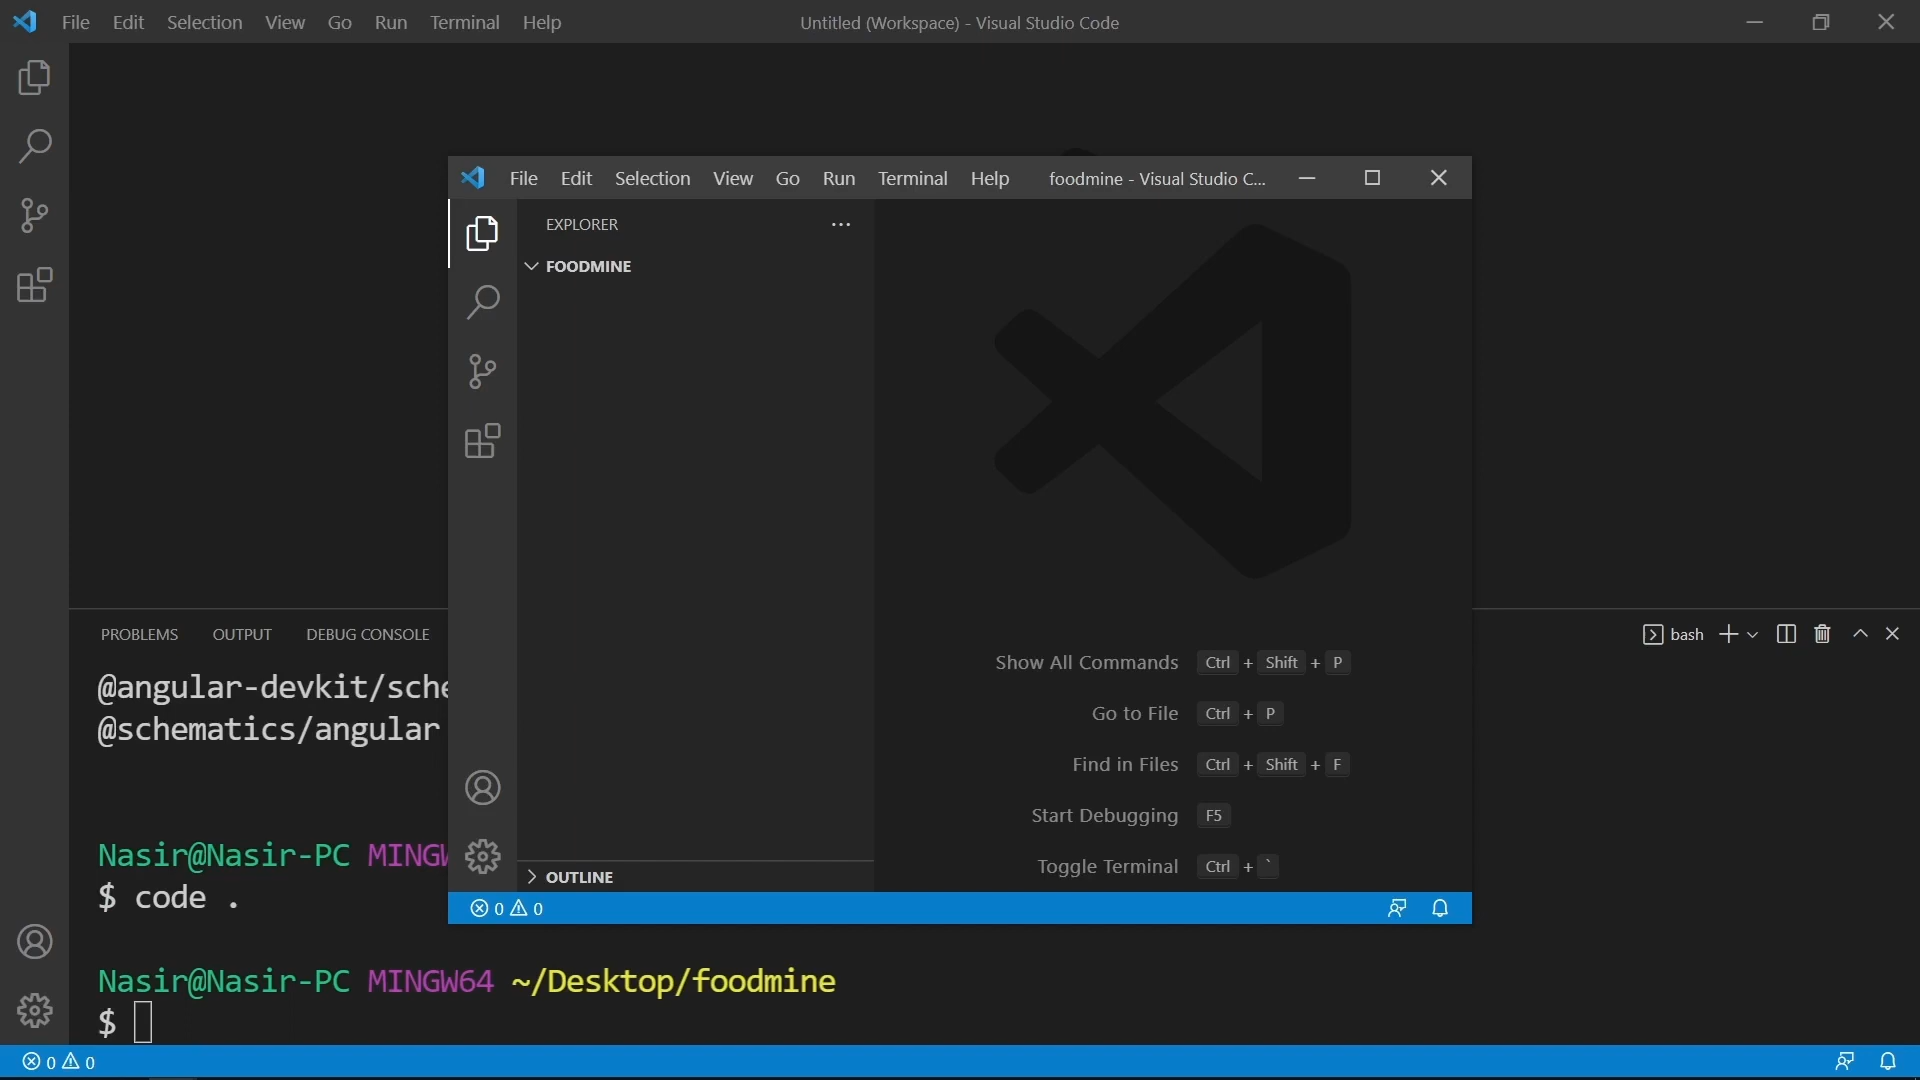 File Edit Selection View Go Run Terminal Help Untitled (Workspace) - Visual Studio Code
File Edit Selection View Go Run Terminal Help foodmine - Visual Studio C...
EXPLORER
FOODMINE
Show All Commands Ctrl + Shift + P
Go to File Ctrl + P
Find in Files Ctrl + Shift + F
Start Debugging F5
Toggle Terminal Ctrl + `
OUTLINE
0 0
PROBLEMS OUTPUT DEBUG CONSOLE bash
@angular-devkit/sche
@schematics/angular
Nasir@Nasir-PC MINGW
$ code .
Nasir@Nasir-PC MINGW64 ~/Desktop/foodmine
$
0 0